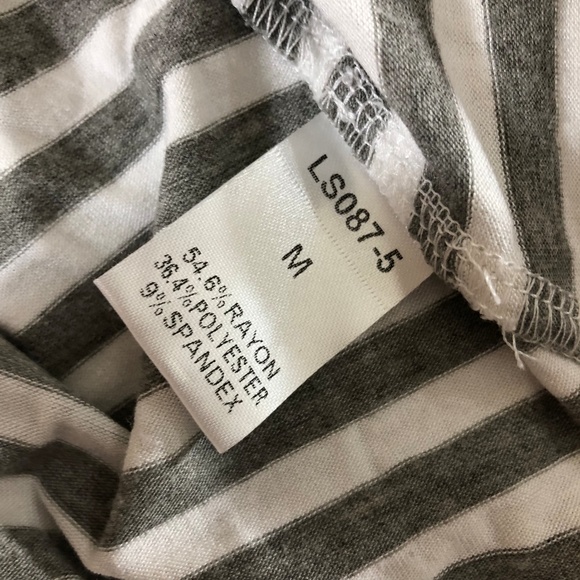 LS087-5
M
54.6%RAYON
36.4%POLYESTER
9%SPANDEX